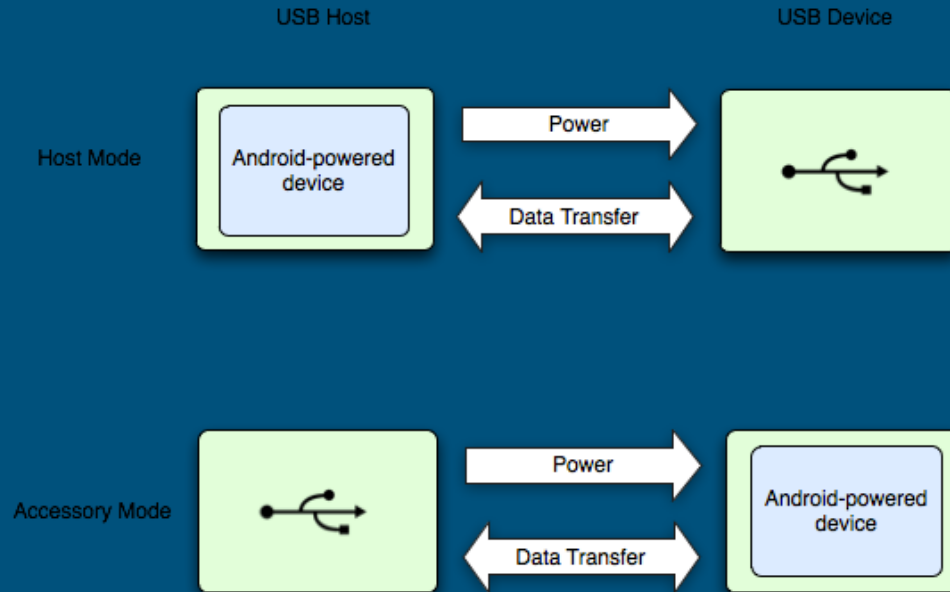 USB Host
USB Device
Host Mode
Android-powered
device
Power
Data Transfer
Accessory Mode
Power
Data Transfer
Android-powered
device